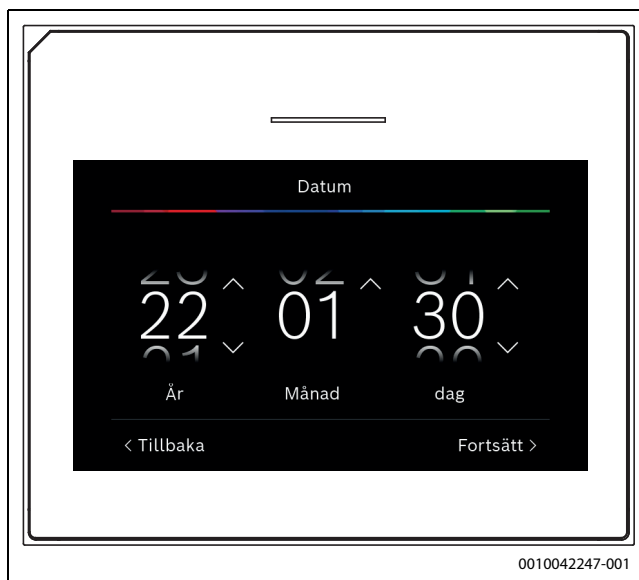 Datum
22 01 30
År Månad dag
< Tillbaka Fortsätt >
0010042247-001